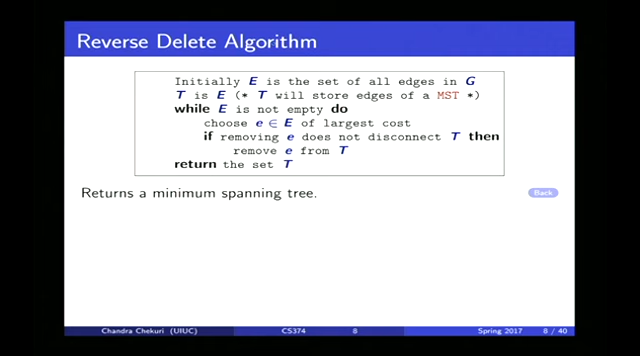 Reverse Delete Algorithm
Initially E is the set of all edges in G
T is E (* T will store edges of a MST *)
while E is not empty do
choose e ∈ E of largest cost
if removing e does not disconnect T then
remove e from T
return the set T
Returns a minimum spanning tree.
Back
Chandra Chekuri (UIUC) CS374 8 Spring 2017 8 / 40